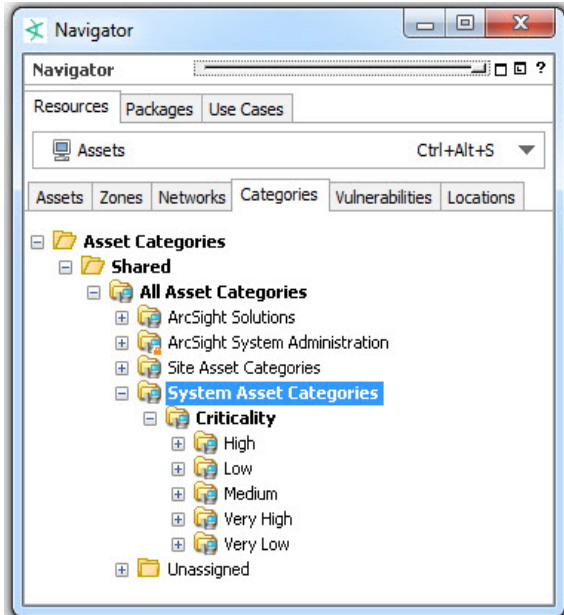 Navigator
Navigator ?
Resources Packages Use Cases
Assets Ctrl+Alt+S
Assets Zones Networks Categories Vulnerabilities Locations
Asset Categories
Shared
All Asset Categories
ArcSight Solutions
ArcSight System Administration
Site Asset Categories
System Asset Categories
Criticality
High
Low
Medium
Very High
Very Low
Unassigned